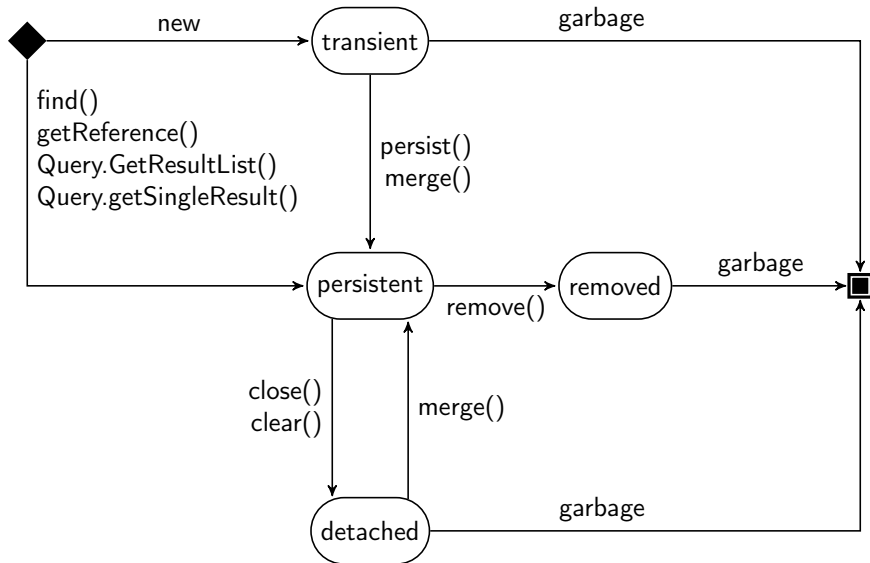 new
transient
garbage
find()
getReference()
Query.GetResultList()
Query.getSingleResult()
persist()
merge()
persistent
remove()
removed
garbage
close()
clear()
merge()
detached
garbage